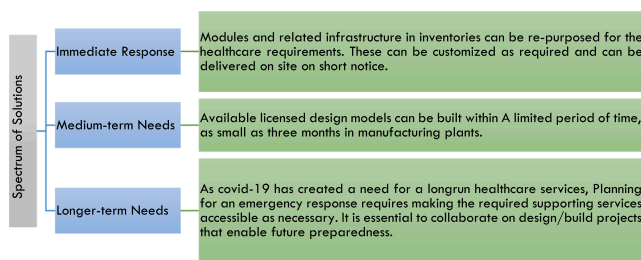 Spectrum of Solutions
Immediate Response
Modules and related infrastructure in inventories can be re-purposed for the
healthcare requirements. These can be customized as required and can be
delivered on site on short notice.
Medium-term Needs
Available licensed design models can be built within A limited period of time,
as small as three months in manufacturing plants.
Longer-term Needs
As covid-19 has created a need for a longrun healthcare services, Planning
for an emergency response requires making the required supporting services
accessible as necessary. It is essential to collaborate on design/build projects
that enable future preparedness.